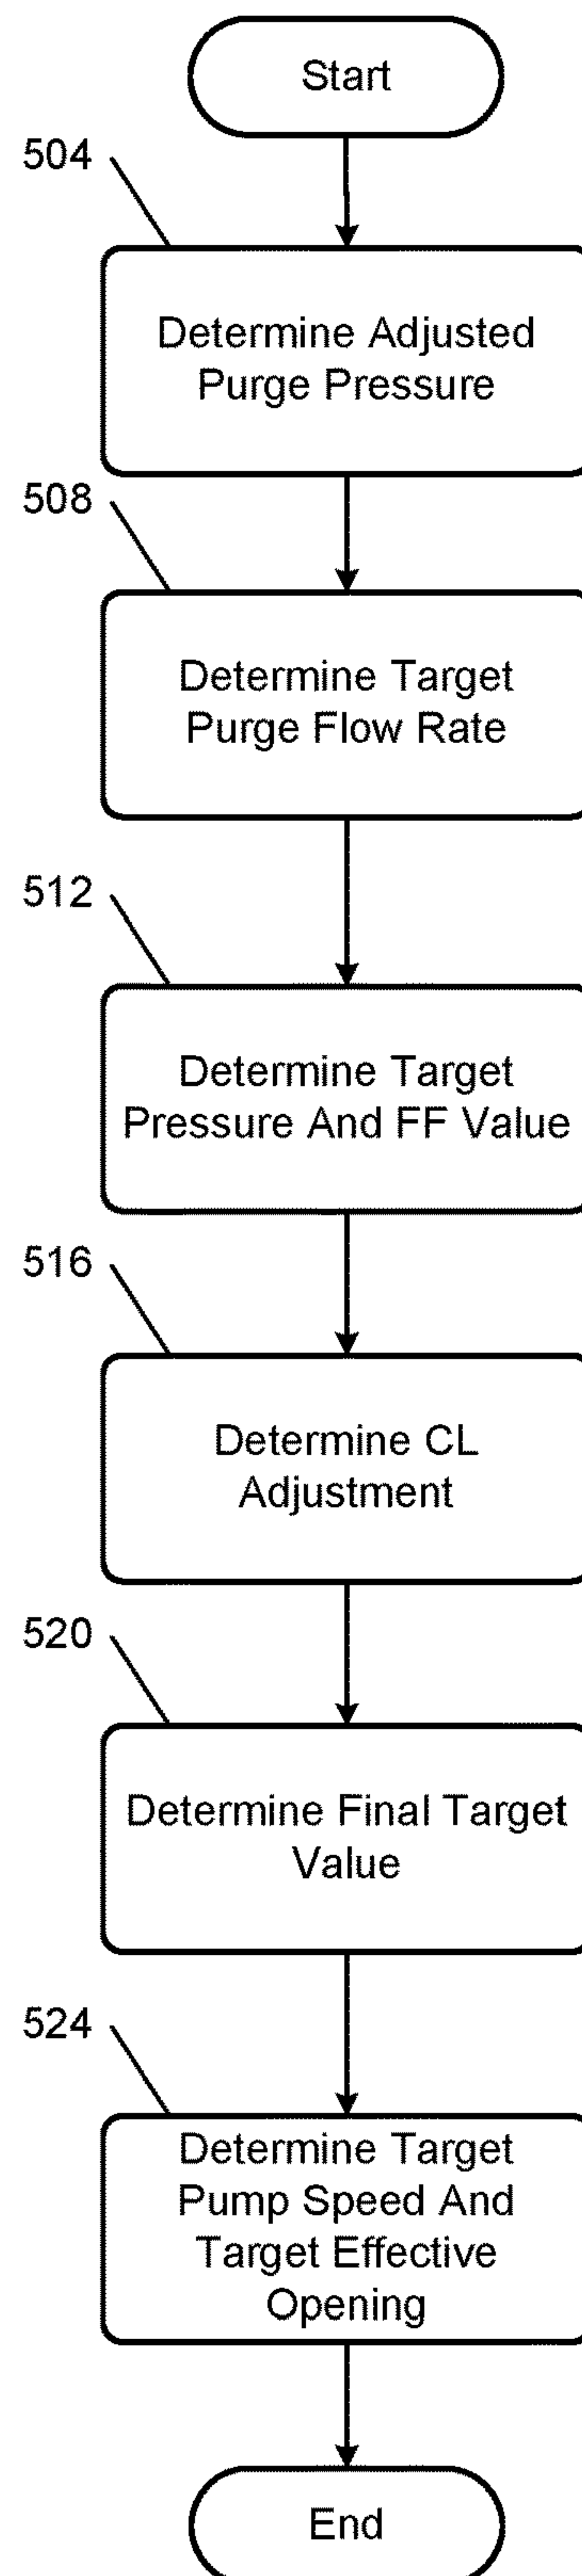 Start
504
Determine Adjusted
Purge Pressure
508
Determine Target
Purge Flow Rate
512
Determine Target
Pressure And FF Value
516
Determine CL
Adjustment
520
Determine Final Target
Value
524
Determine Target
Pump Speed And
Target Effective
Opening
End